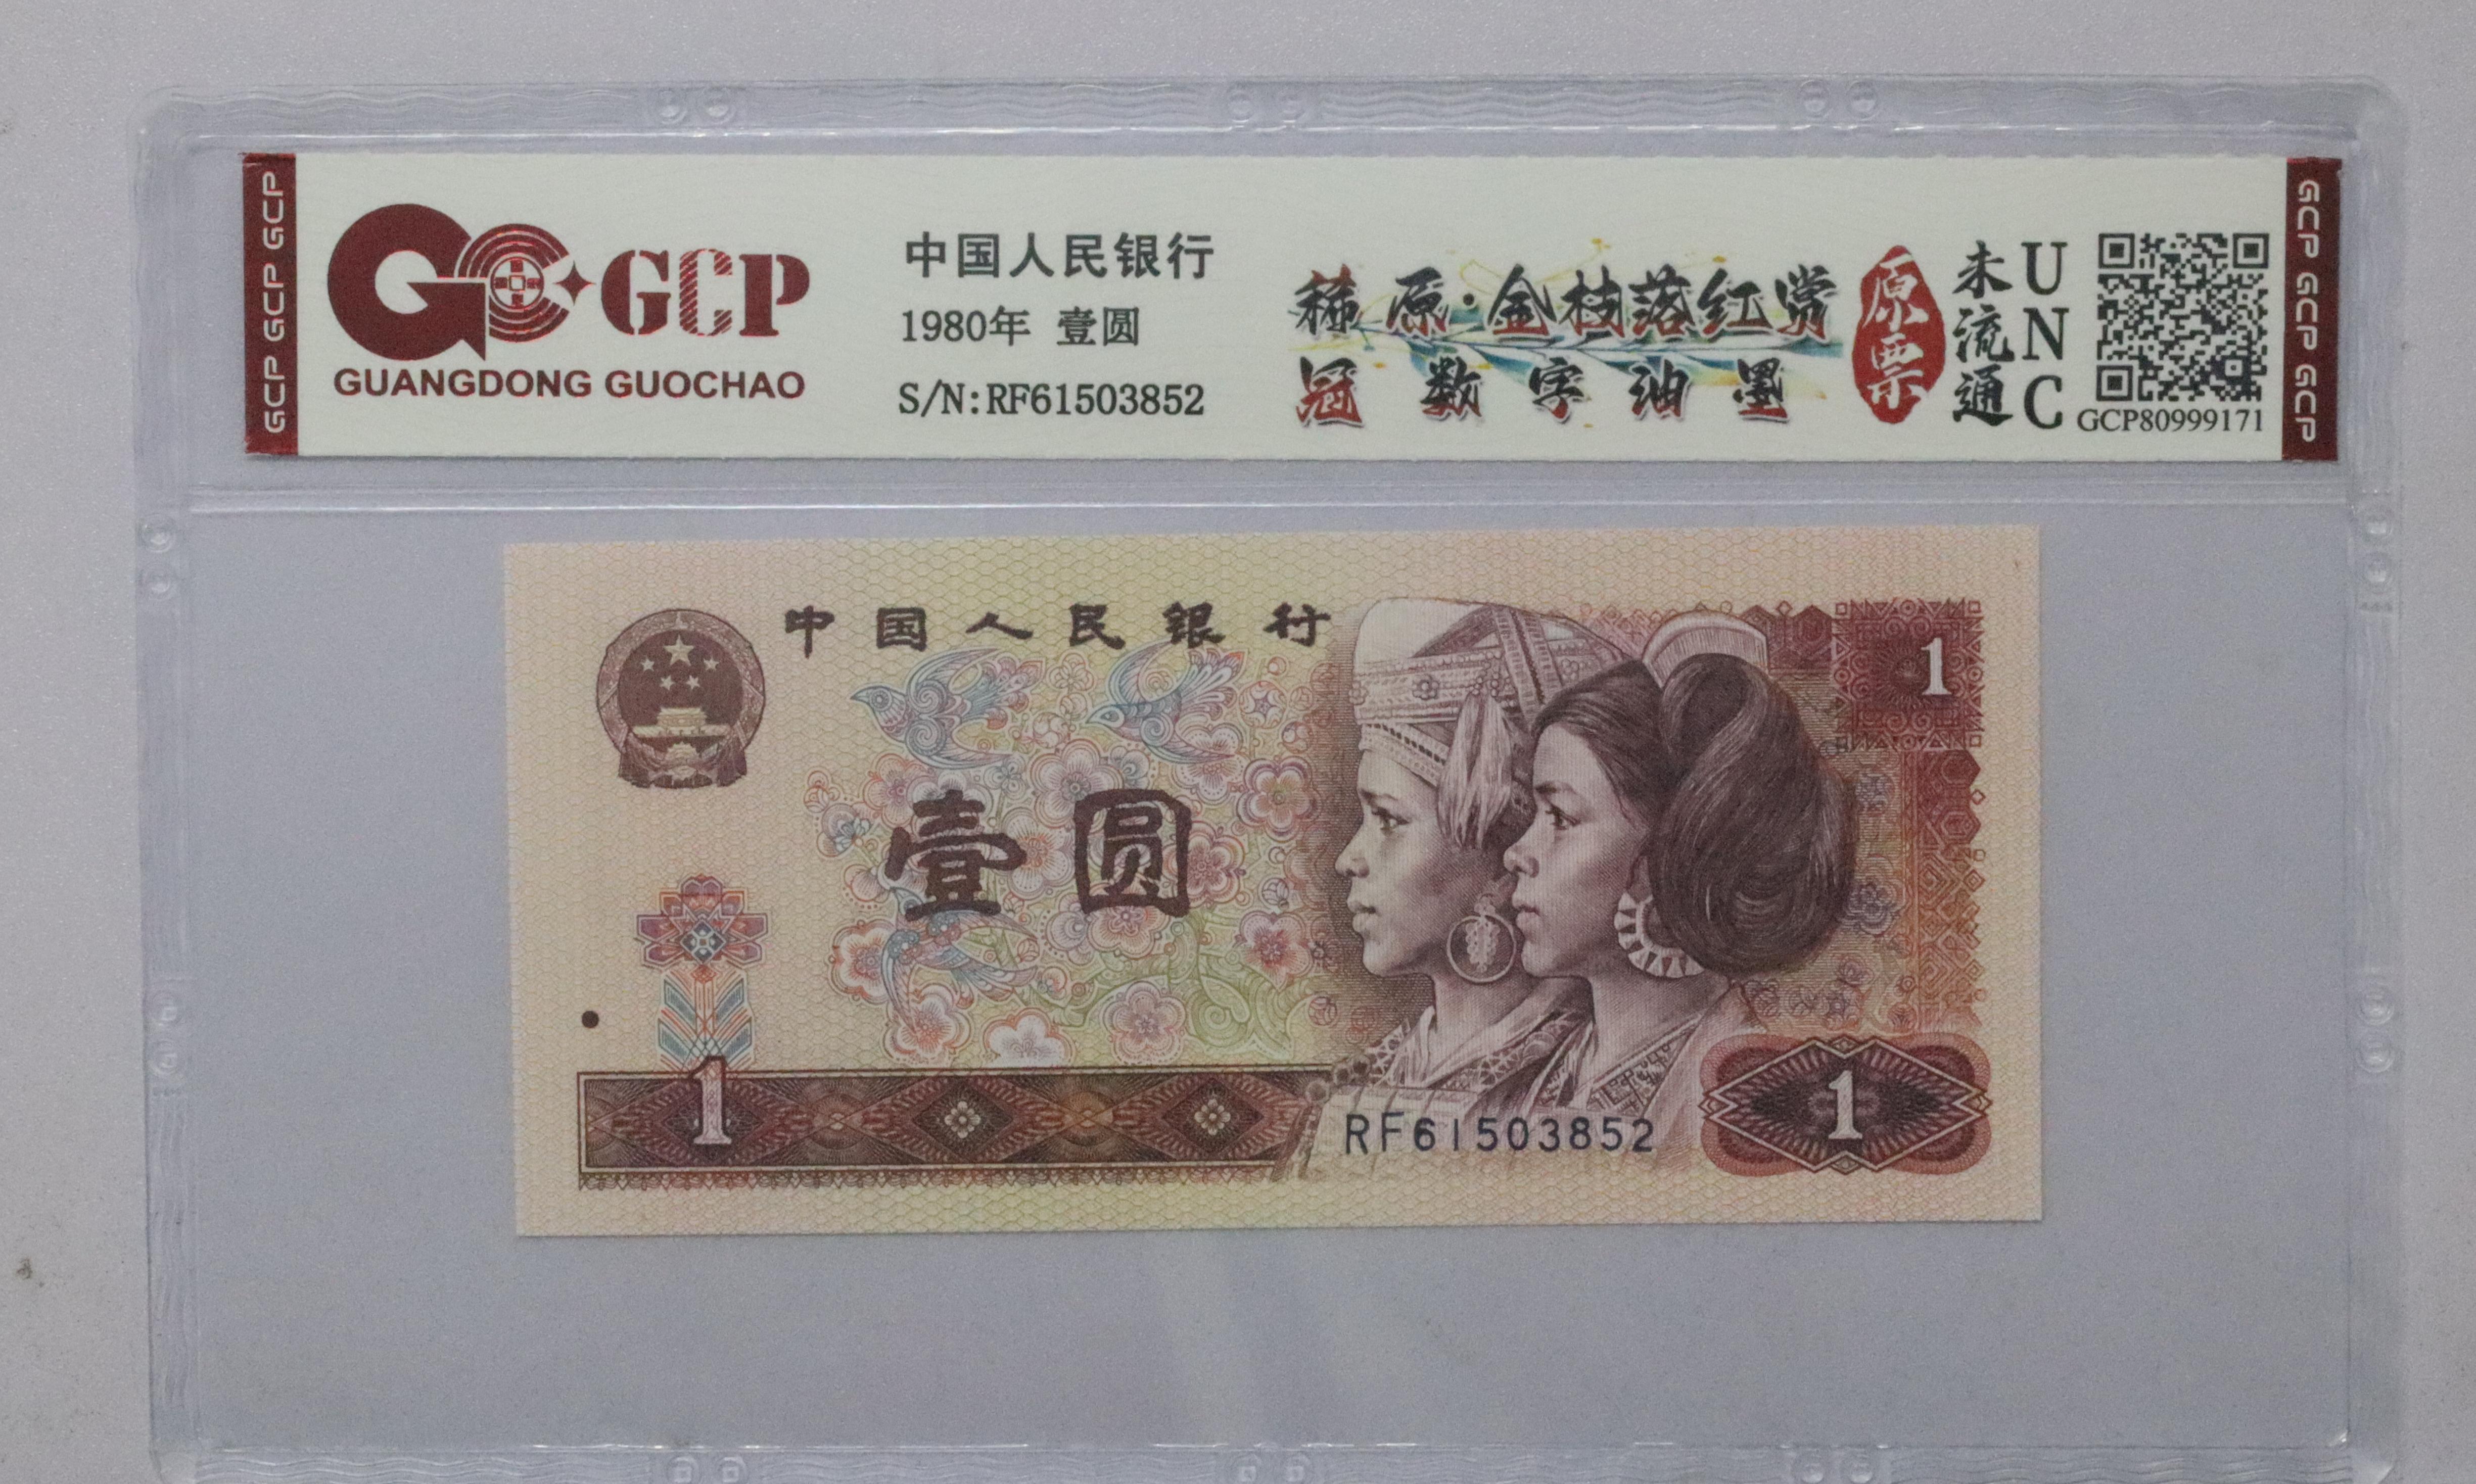 GCP GCP GCP
GCP
GUANGDONG GUOCHAO
中国人民银行
1980年 壹圆
S/N:RF61503852
稀原·金枝落红赏
冠数字油墨
原票
未流通
UNC
GCP80999171
GCP GCP GCP
中国人民银行
1
壹圆
1
RF61503852
1